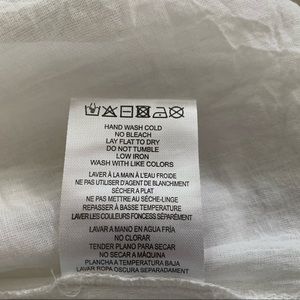 HAND WASH COLD
NO BLEACH
LAY FLAT TO DRY
DO NOT TUMBLE
LOW IRON
WASH WITH LIKE COLORS
LAVER À LA MAIN À L'EAU FROIDE
NE PAS UTILISER D'AGENT DE BLANCHIMENT
SÉCHER A PLAT
NE PAS METTRE AU SÉCHE-LINGE
REPASSER À BASSE TEMPERATURE
LAVER LES COULEURS FONCESS SÉPARÉMENT
LAVAR A MANO EN AGUA FRÍA
NO CLORAR
TENDER PLANO PARA SECAR
NO SECAR A MÁQUINA
PLANCHA A TEMPERATURA BAJA
LAVAR ROPA OSCURA SEPARADAMENT